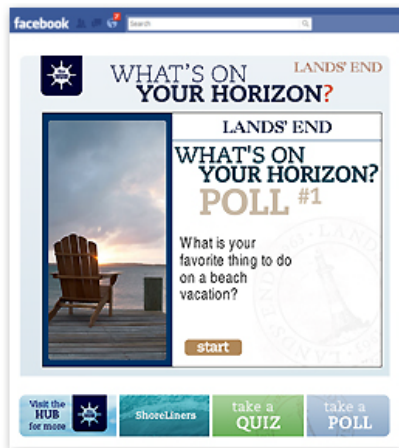 facebook
Search
WHAT'S ON
YOUR HORIZON?
LANDS' END
LANDS' END
WHAT'S ON
YOUR HORIZON?
POLL #1
What is your
favorite thing to do
on a beach
vacation?
start
Visit the
HUB
for more
ShoreLiners
take a
QUIZ
take a
POLL